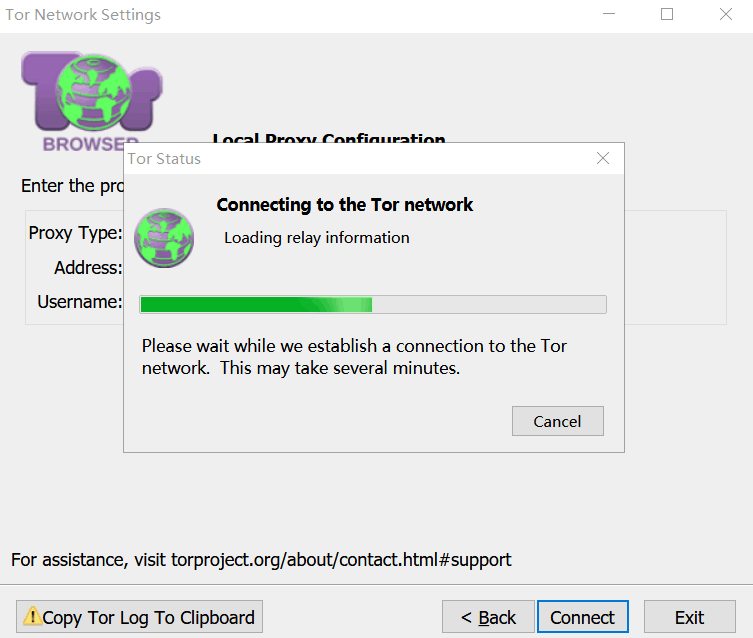 Tor Network Settings
Tor
BROWSER
Local Proxy Configuration
Enter the pro
Tor Status
Connecting to the Tor network
Loading relay information
Proxy Type:
Address:
Username:
Please wait while we establish a connection to the Tor
network.  This may take several minutes.
Cancel
For assistance, visit torproject.org/about/contact.html#support
Copy Tor Log To Clipboard
< Back
Connect
Exit